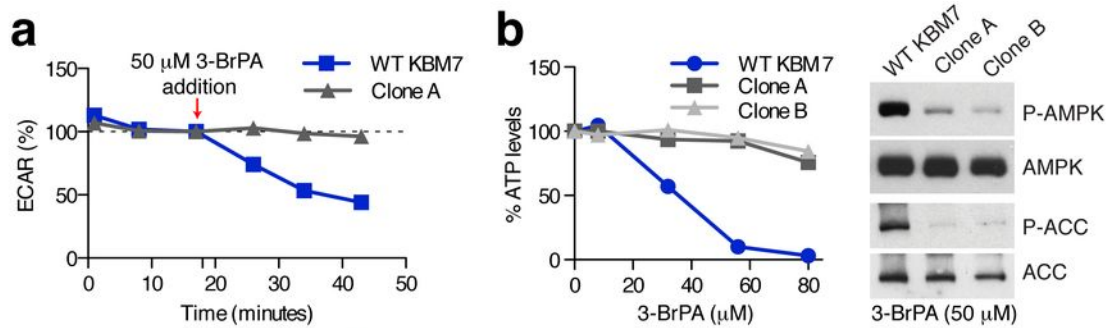 a
50 μM 3-BrPA
addition
WT KBM7
Clone A
ECAR (%)
150
100
50
0
0 10 20 30 40 50
Time (minutes)
b
WT KBM7
Clone A
Clone B
% ATP levels
150
100
50
0
0 20 40 60 80
3-BrPA (μM)
WT KBM7
Clone A
Clone B
P-AMPK
AMPK
P-ACC
ACC
3-BrPA (50 μM)